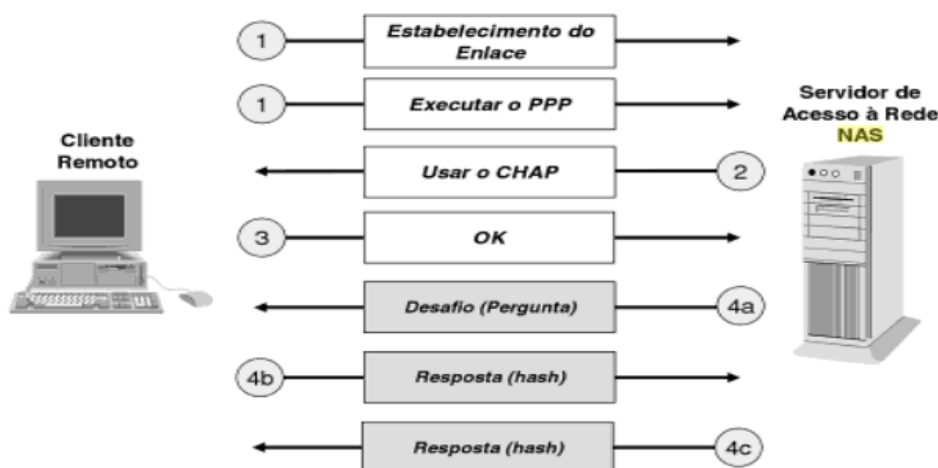 1
Estabelecimento do
Enlace
1
Executar o PPP
Servidor de
Acesso à Rede
NAS
Cliente
Remoto
Usar o CHAP
2
3
OK
Desafio (Pergunta)
4a
4b
Resposta (hash)
Resposta (hash)
4c